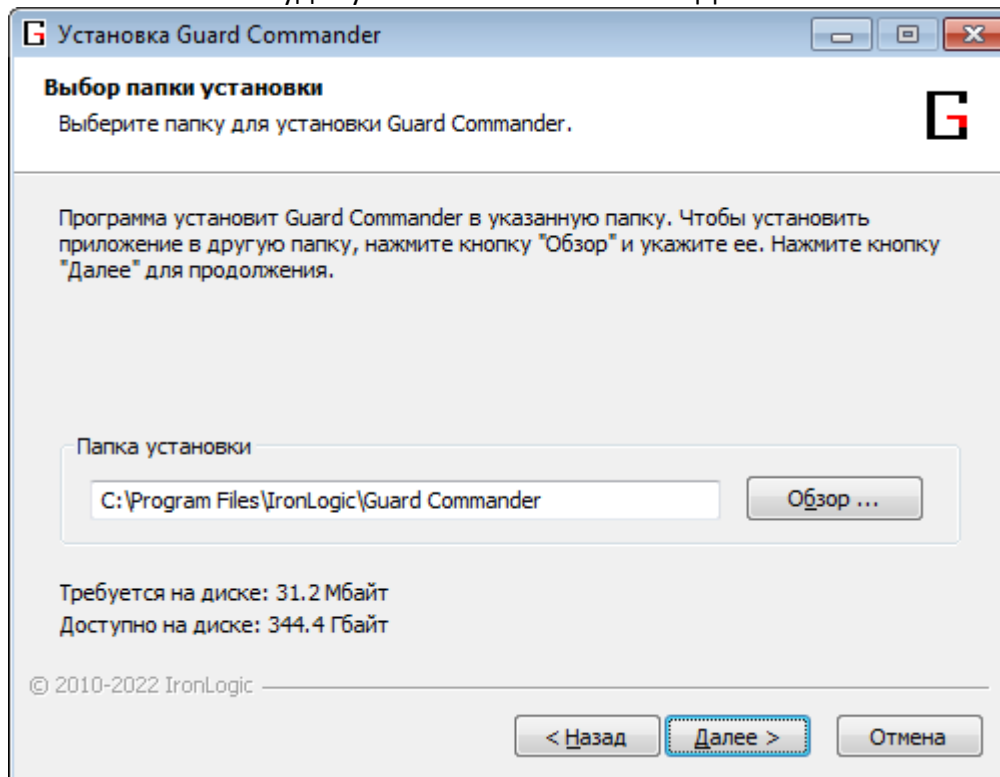 Установка Guard Commander
Выбор папки установки
Выберите папку для установки Guard Commander.
Программа установит Guard Commander в указанную папку. Чтобы установить
приложение в другую папку, нажмите кнопку "Обзор" и укажите ее. Нажмите кнопку
"Далее" для продолжения.
Папка установки
C:\Program Files\IronLogic\Guard Commander
Обзор ...
Требуется на диске: 31.2 Мбайт
Доступно на диске: 344.4 Гбайт
© 2010-2022 IronLogic
< Назад
Далее >
Отмена